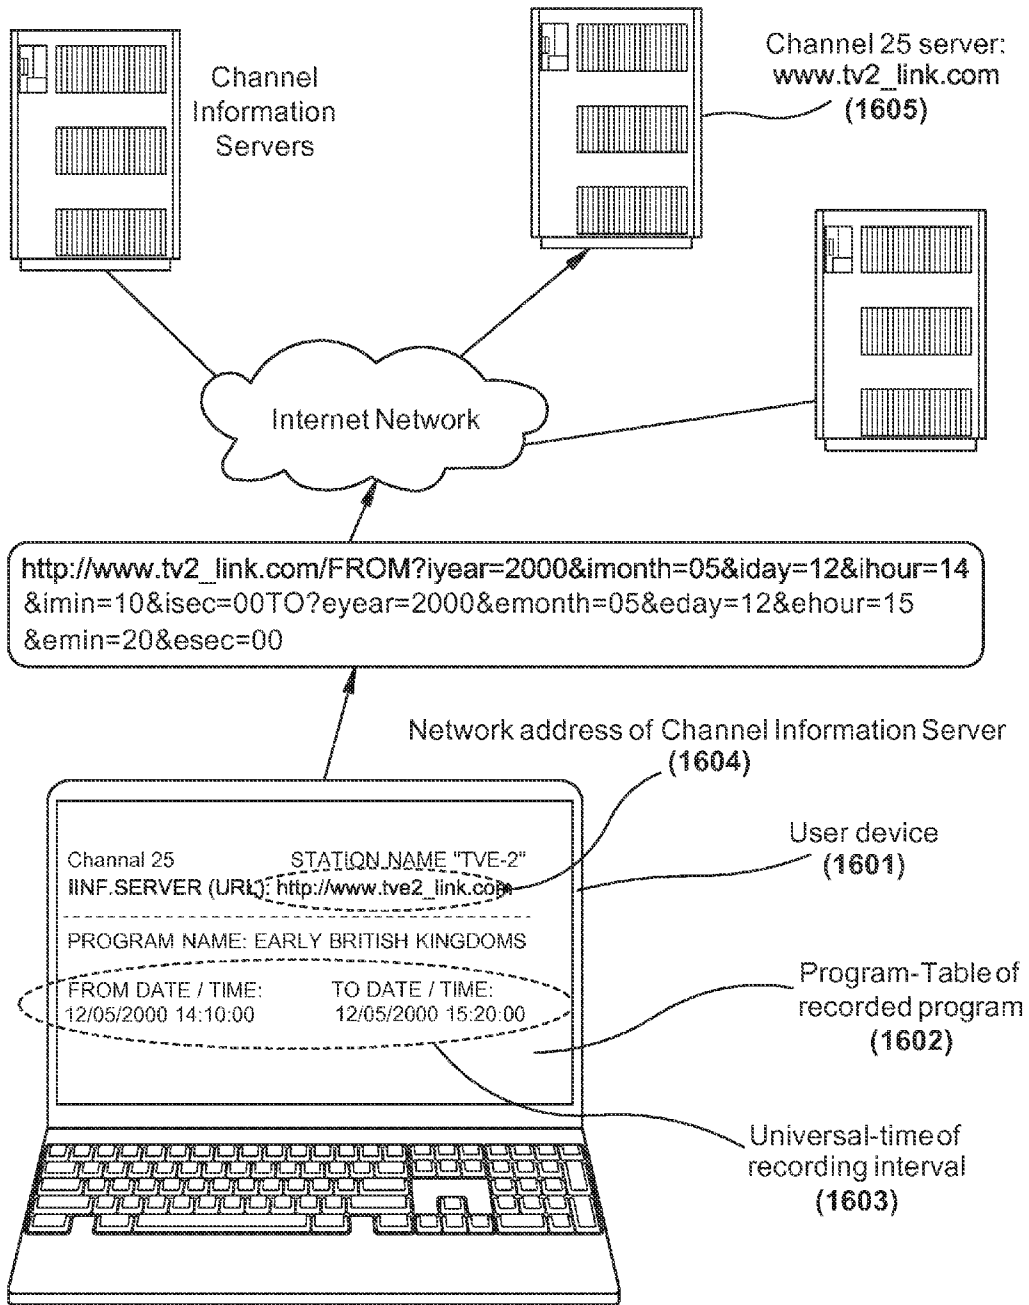 Channel
Information
Servers
Channel 25 server:
www.tv2_link.com
(1605)
Internet Network
http://www.tv2_link.com/FROM?iyear=2000&imonth=05&iday=12&ihour=14
&imin=10&isec=00TO?eyear=2000&emonth=05&eday=12&ehour=15
&emin=20&esec=00
Network address of Channel Information Server
(1604)
User device
(1601)
Channal 25 STATION NAME "TVE-2"
IINF.SERVER (URL): http://www.tve2_link.com
PROGRAM NAME: EARLY BRITISH KINGDOMS
FROM DATE / TIME: TO DATE / TIME:
12/05/2000 14:10:00 12/05/2000 15:20:00
Program-Table of
recorded program
(1602)
Universal-time of
recording interval
(1603)